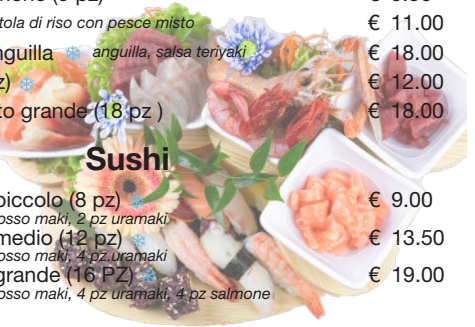 tola di riso con pesce misto € 11.00
nguilla anguilla, salsa teriyaki € 18.00
z) € 12.00
to grande (18 pz ) € 18.00
Sushi
piccolo (8 pz) € 9.00
osso maki, 2 pz uramaki
medio (12 pz) € 13.50
osso maki, 4 pz uramaki
grande (16 PZ) € 19.00
osso maki, 4 pz uramaki, 4 pz salmone